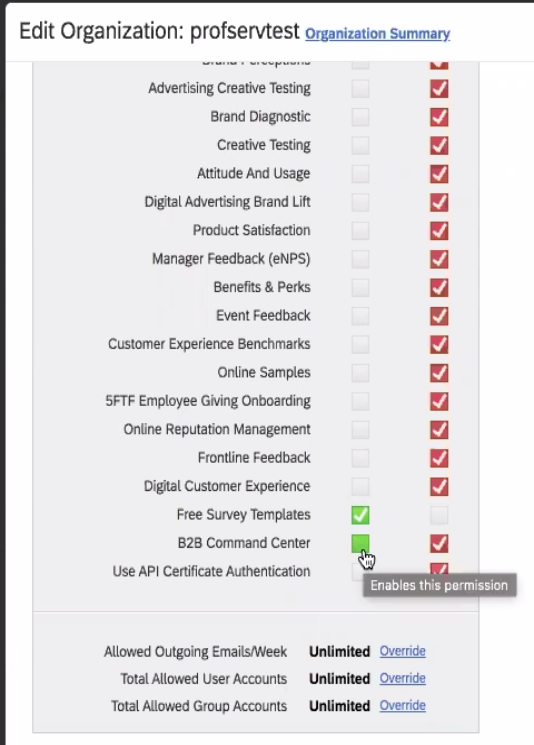 Edit Organization: profservtest Organization Summary
Brand Perceptions
Advertising Creative Testing
Brand Diagnostic
Creative Testing
Attitude And Usage
Digital Advertising Brand Lift
Product Satisfaction
Manager Feedback (eNPS)
Benefits & Perks
Event Feedback
Customer Experience Benchmarks
Online Samples
5FTF Employee Giving Onboarding
Online Reputation Management
Frontline Feedback
Digital Customer Experience
Free Survey Templates
B2B Command Center
Use API Certificate Authentication
Enables this permission
Allowed Outgoing Emails/Week Unlimited Override
Total Allowed User Accounts Unlimited Override
Total Allowed Group Accounts Unlimited Override